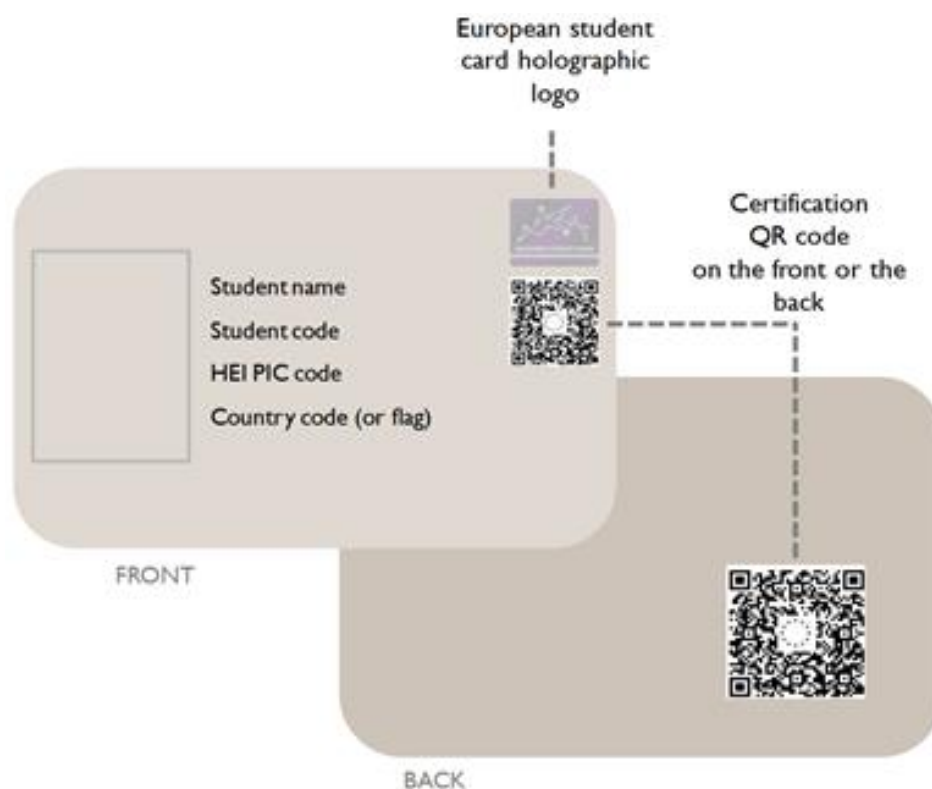 European student
card holographic
logo
Certification
QR code
on the front or the
back
Student name
Student code
HEI PIC code
Country code (or flag)
FRONT
BACK